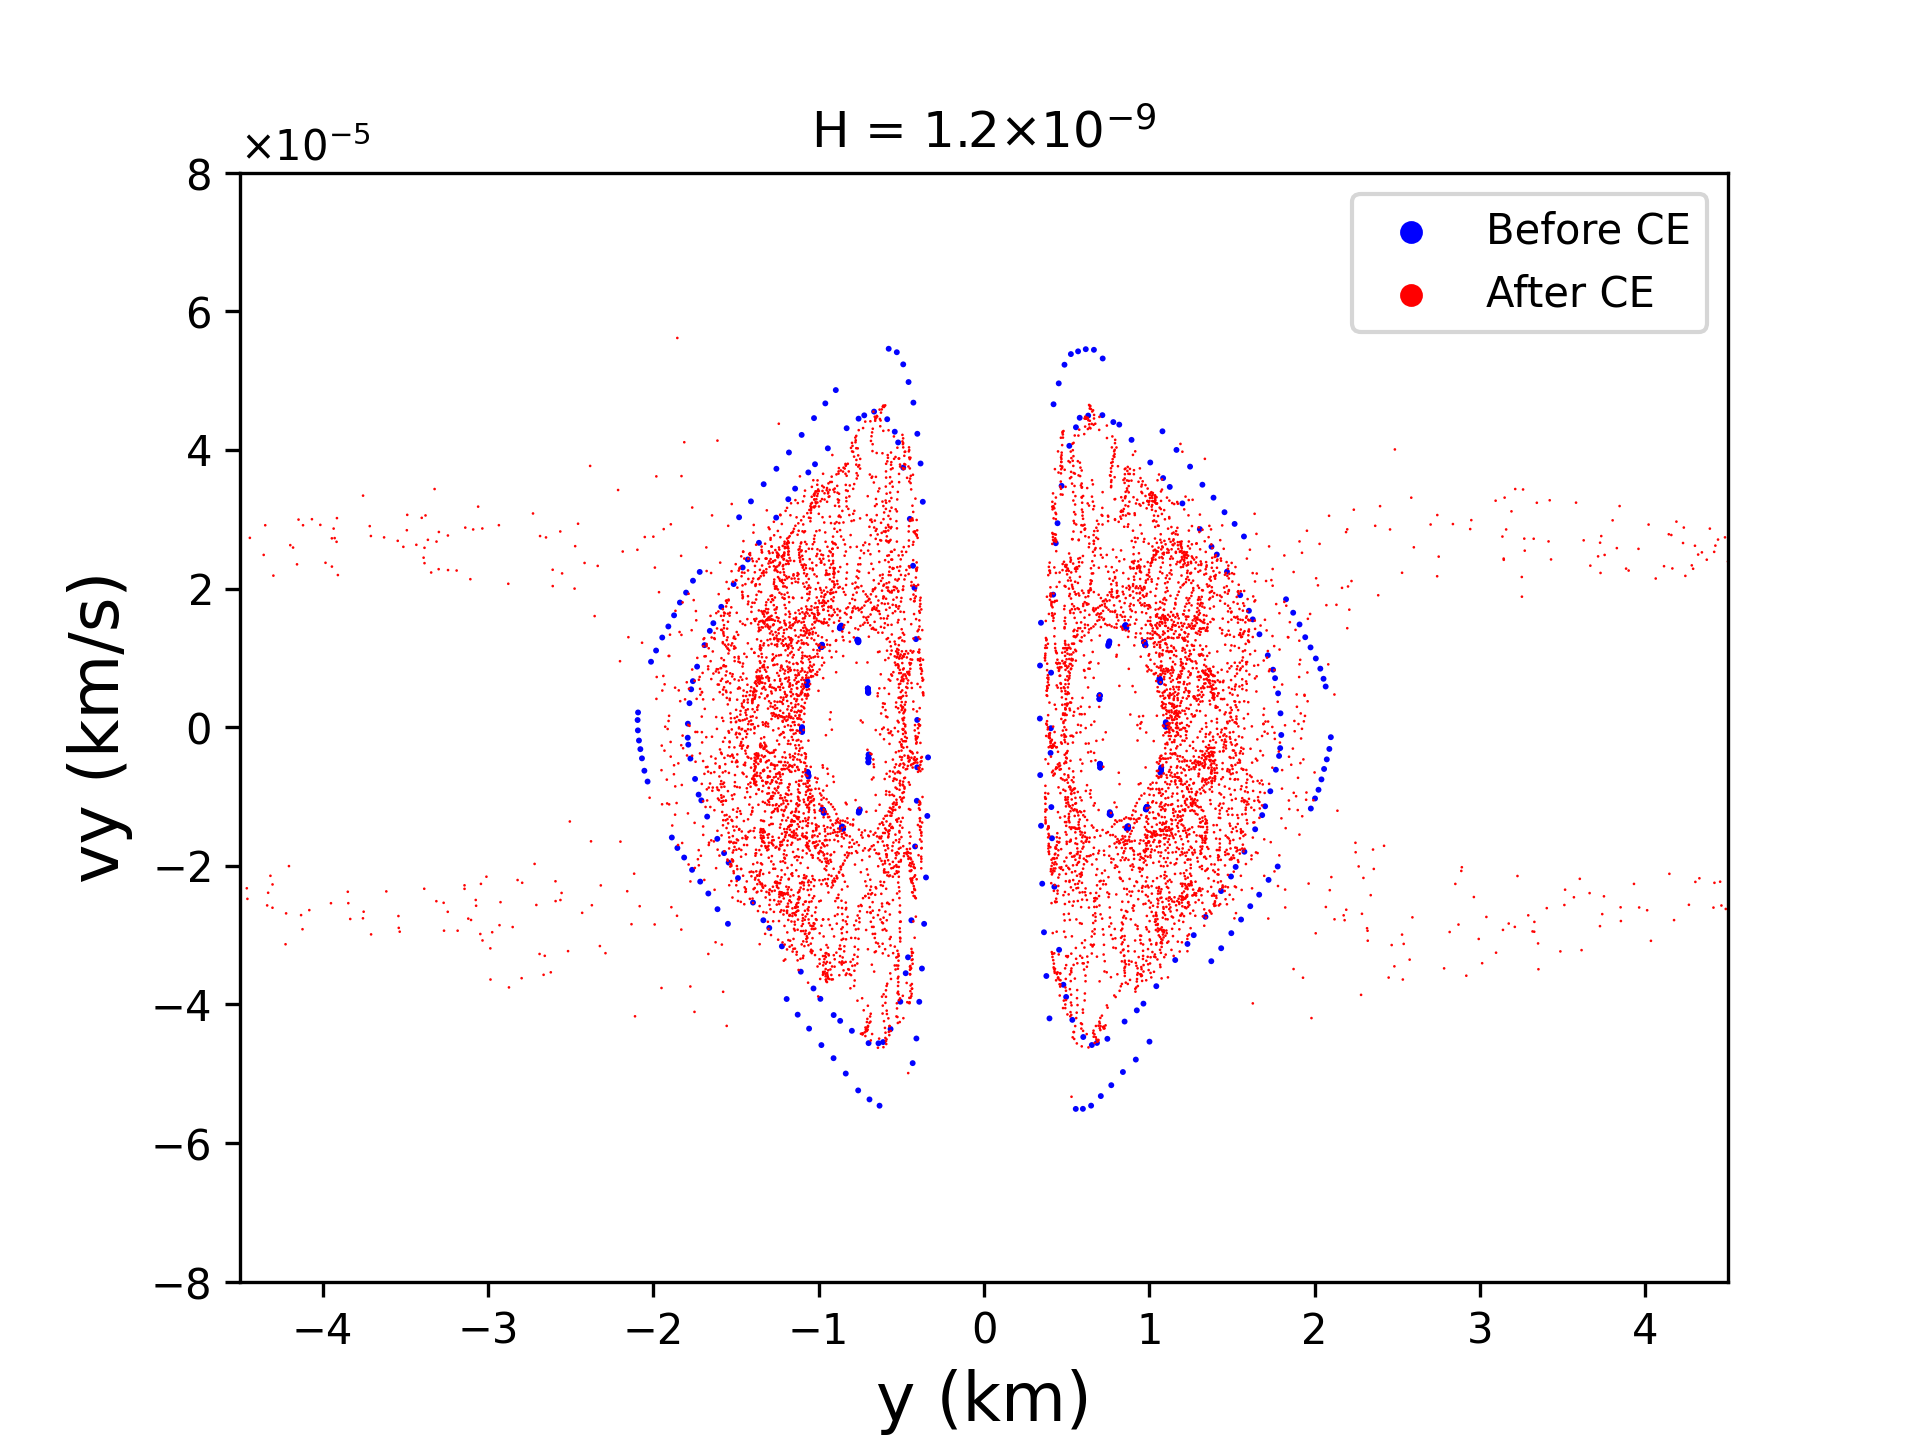 H = 1.2×10⁻⁹
×10⁻⁵
8
6
4
2
0
−2
−4
−6
−8
vy (km/s)
Before CE
After CE
−4 −3 −2 −1 0 1 2 3 4
y (km)